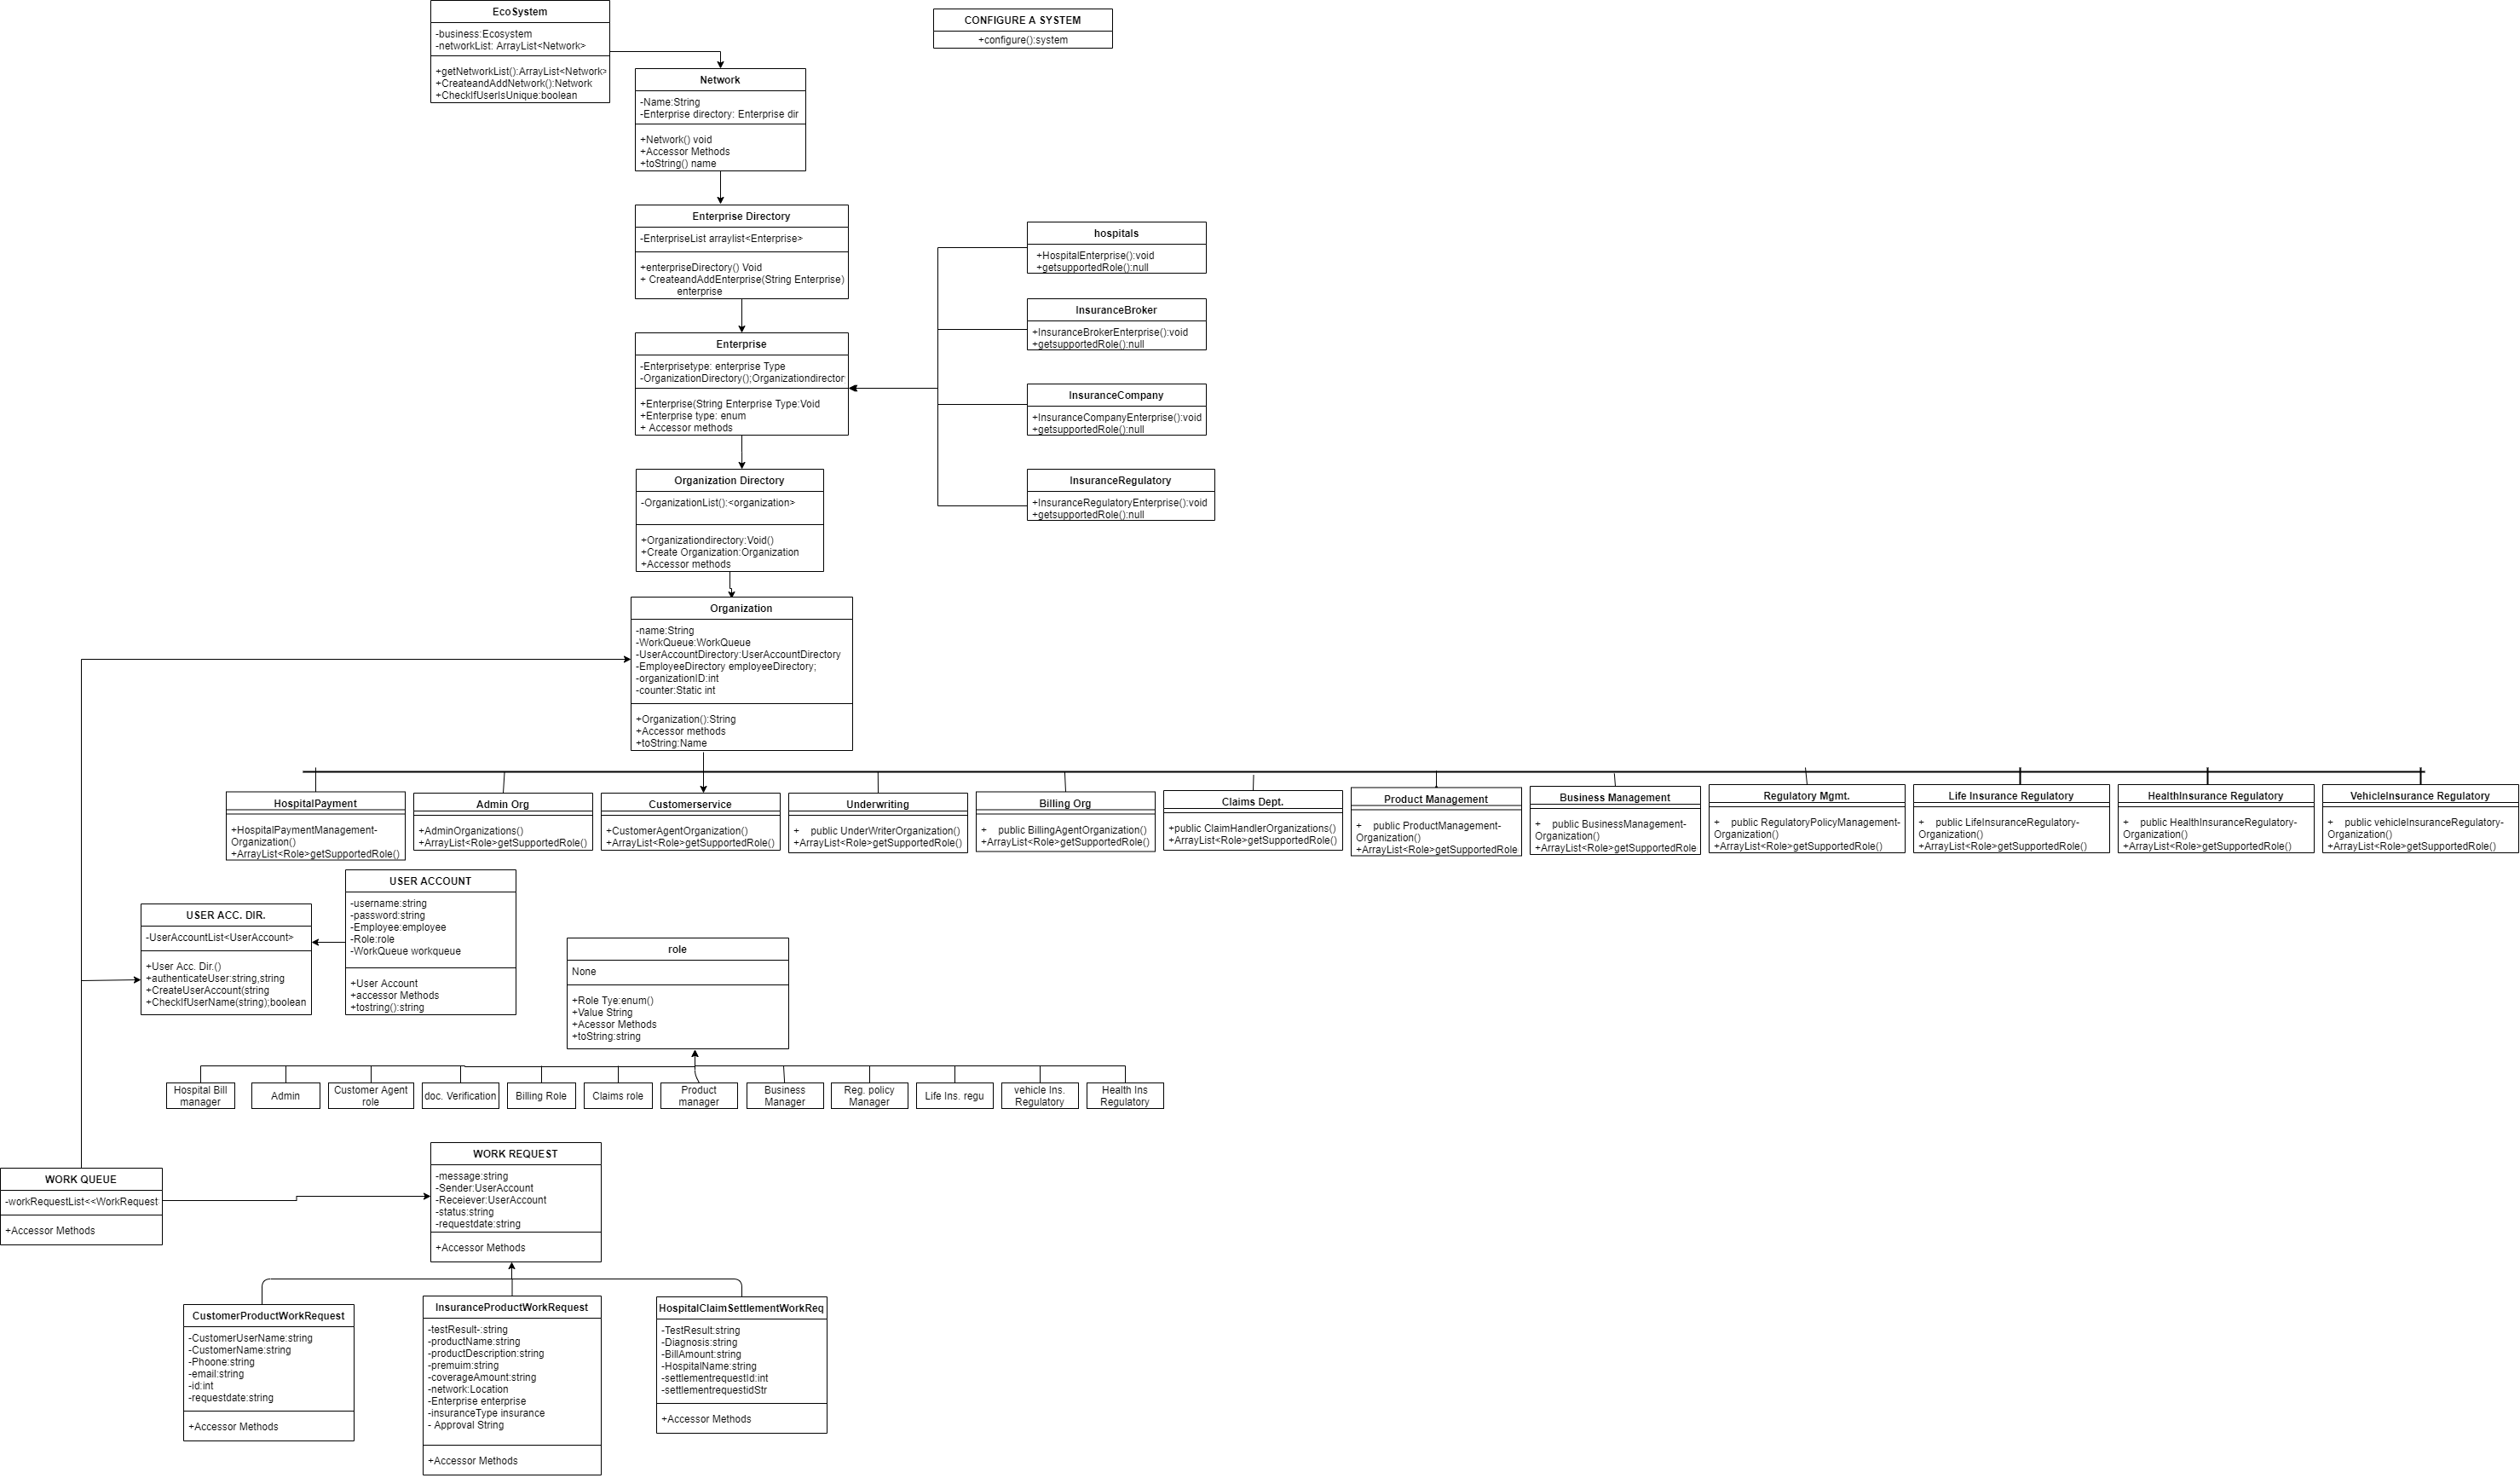 EcoSystem
-business:Ecosystem
-networkList: ArrayList<Network>
+getNetworkList():ArrayList<Network>
+CreateandAddNetwork():Network
+CheckIfUserIsUnique:boolean
CONFIGURE A SYSTEM
+configure():system
Network
-Name:String
-Enterprise directory: Enterprise dir
+Network() void
+Accessor Methods
+toString() name
Enterprise Directory
-EnterpriseList arraylist<Enterprise>
+enterpriseDirectory() Void
+ CreateandAddEnterprise(String Enterprise)
enterprise
hospitals
+HospitalEnterprise():void
+getsupportedRole():null
InsuranceBroker
+InsuranceBrokerEnterprise():void
+getsupportedRole():null
Enterprise
-Enterprisetype: enterprise Type
-OrganizationDirectory();Organizationdirector
+Enterprise(String Enterprise Type:Void
+Enterprise type: enum
+ Accessor methods
InsuranceCompany
+InsuranceCompanyEnterprise():void
+getsupportedRole():null
InsuranceRegulatory
+InsuranceRegulatoryEnterprise():void
+getsupportedRole():null
Organization Directory
-OrganizationList():<organization>
+Organizationdirectory:Void()
+Create Organization:Organization
+Accessor methods
Organization
-name:String
-WorkQueue:WorkQueue
-UserAccountDirectory:UserAccountDirectory
-EmployeeDirectory employeeDirectory;
-organizationID:int
-counter:Static int
+Organization():String
+Accessor methods
+toString:Name
HospitalPayment
+HospitalPaymentManagement-
Organization()
+ArrayList<Role>getSupportedRole()
Admin Org
+AdminOrganizations()
+ArrayList<Role>getSupportedRole()
Customerservice
+CustomerAgentOrganization()
+ArrayList<Role>getSupportedRole()
Underwriting
+ public UnderWriterOrganization()
+ArrayList<Role>getSupportedRole()
Billing Org
+ public BillingAgentOrganization()
+ArrayList<Role>getSupportedRole()
Claims Dept.
+public ClaimHandlerOrganizations()
+ArrayList<Role>getSupportedRole()
Product Management
+ public ProductManagement-
Organization()
+ArrayList<Role>getSupportedRole
Business Management
+ public BusinessManagement-
Organization()
+ArrayList<Role>getSupportedRole
Regulatory Mgmt.
+ public RegulatoryPolicyManagement-
Organization()
+ArrayList<Role>getSupportedRole()
Life Insurance Regulatory
+ public LifeInsuranceRegulatory-
Organization()
+ArrayList<Role>getSupportedRole()
HealthInsurance Regulatory
+ public HealthInsuranceRegulatory-
Organization()
+ArrayList<Role>getSupportedRole()
VehicleInsurance Regulatory
+ public vehicleInsuranceRegulatory-
Organization()
+ArrayList<Role>getSupportedRole()
USER ACC. DIR.
-UserAccountList<UserAccount>
+User Acc. Dir.()
+authenticateUser:string,string
+CreateUserAccount(string
+CheckIfUserName(string);boolean
USER ACCOUNT
-username:string
-password:string
-Employee:employee
-Role:role
-WorkQueue workqueue
+User Account
+accessor Methods
+tostring():string
role
None
+Role Tye:enum()
+Value String
+Acessor Methods
+toString:string
Hospital Bill
manager
Admin
Customer Agent
role
doc. Verification
Billing Role
Claims role
Product
manager
Business
Manager
Reg. policy
Manager
Life Ins. regu
vehicle Ins.
Regulatory
Health Ins
Regulatory
WORK QUEUE
-workRequestList<<WorkRequest
+Accessor Methods
WORK REQUEST
-message:string
-Sender:UserAccount
-Receiever:UserAccount
-status:string
-requestdate:string
+Accessor Methods
CustomerProductWorkRequest
-CustomerUserName:string
-CustomerName:string
-Phoone:string
-email:string
-id:int
-requestdate:string
+Accessor Methods
InsuranceProductWorkRequest
-testResult-:string
-productName:string
-productDescription:string
-premuim:string
-coverageAmount:string
-network:Location
-Enterprise enterprise
-insuranceType insurance
- Approval String
+Accessor Methods
HospitalClaimSettlementWorkReq
-TestResult:string
-Diagnosis:string
-BillAmount:string
-HospitalName:string
-settlementrequestId:int
-settlementrequestidStr
+Accessor Methods